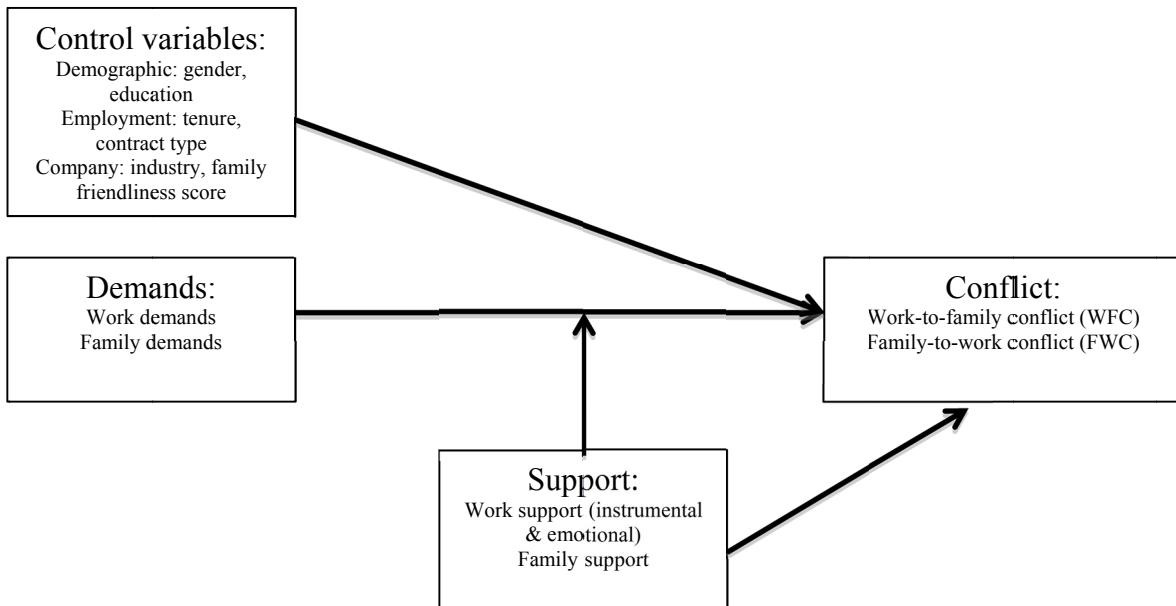 Control variables:
Demographic: gender,
education
Employment: tenure,
contract type
Company: industry, family
friendliness score
Demands:
Work demands
Family demands
Conflict:
Work-to-family conflict (WFC)
Family-to-work conflict (FWC)
Support:
Work support (instrumental
& emotional)
Family support